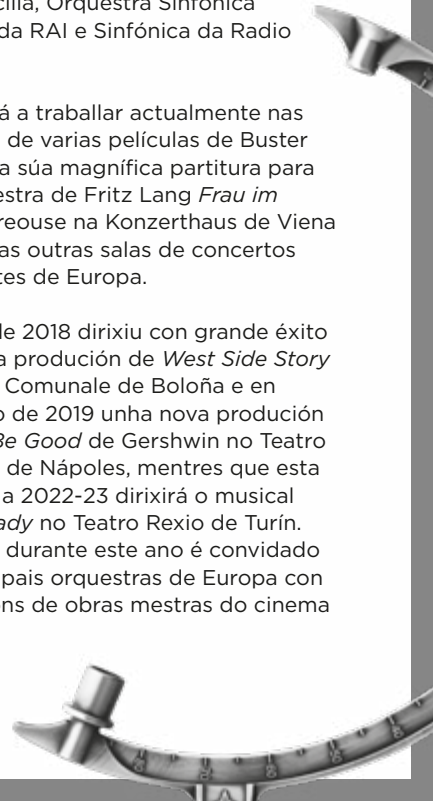 cilia, Orquestra Sinfónica
da RAI e Sinfónica da Radio
á a traballar actualmente nas
de varias películas de Buster
a súa magnífica partitura para
estra de Fritz Lang Frau im
reouse na Konzerthaus de Viena
as outras salas de concertos
tes de Europa.
de 2018 dirixiu con grande éxito
a produción de West Side Story
Comunale de Boloña e en
o de 2019 unha nova produción
Be Good de Gershwin no Teatro
de Nápoles, mentres que esta
a 2022-23 dirixirá o musical
ady no Teatro Rexio de Turín.
durante este ano é convidado
pais orquestras de Europa con
ns de obras mestras do cinema